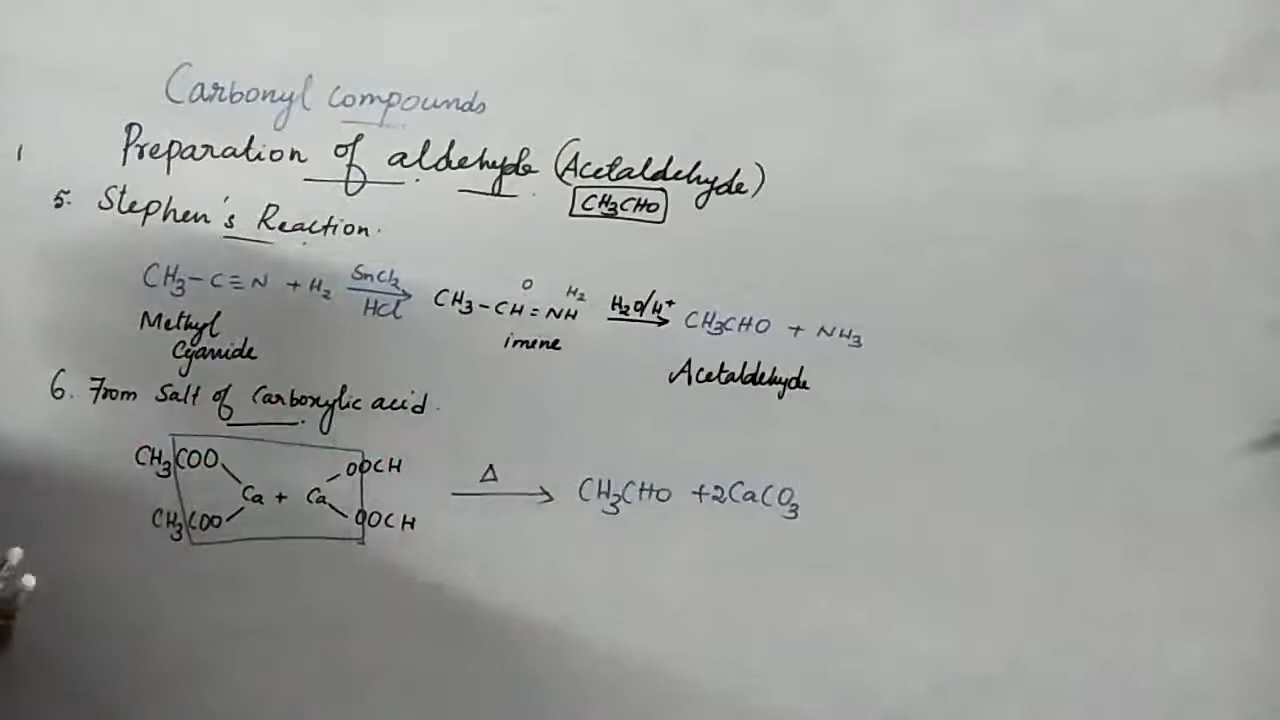 Carbonyl compounds
Preparation of aldehyde (Acetaldehyde)
CH3CHO
5. Stephen's Reaction.
CH3-C≡N + H2 SnCl2 HCl CH3-CH=NH O H2 H2O/H+ CH3CHO + NH3
Methyl Cyanide imene Acetaldehyde
6. From Salt of Carboxylic acid.
CH3COO OOCH
Ca + Ca Δ CH3CHO +2CaCO3
CH3COO OOCH